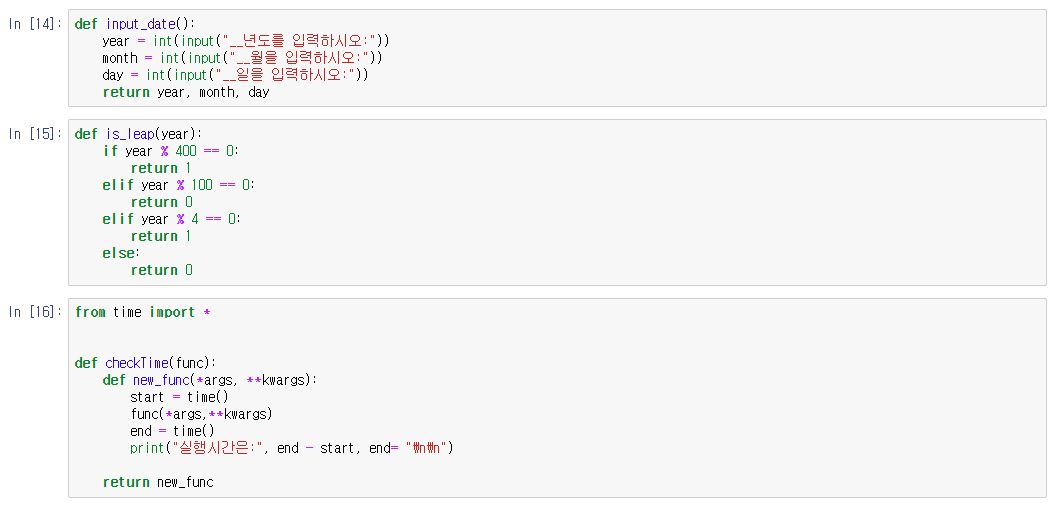 In [14]: def input_date():
    year = int(input("__년도를 입력하시오:"))
    month = int(input("__월을 입력하시오:"))
    day = int(input("__일을 입력하시오:"))
    return year, month, day
In [15]: def is_leap(year):
    if year % 400 == 0:
        return 1
    elif year % 100 == 0:
        return 0
    elif year % 4 == 0:
        return 1
    else:
        return 0
In [16]: from time import *
def checkTime(func):
    def new_func(*args, **kwargs):
        start = time()
        func(*args,**kwargs)
        end = time()
        print("실행시간은:", end - start, end= "₩n₩n")
    return new_func